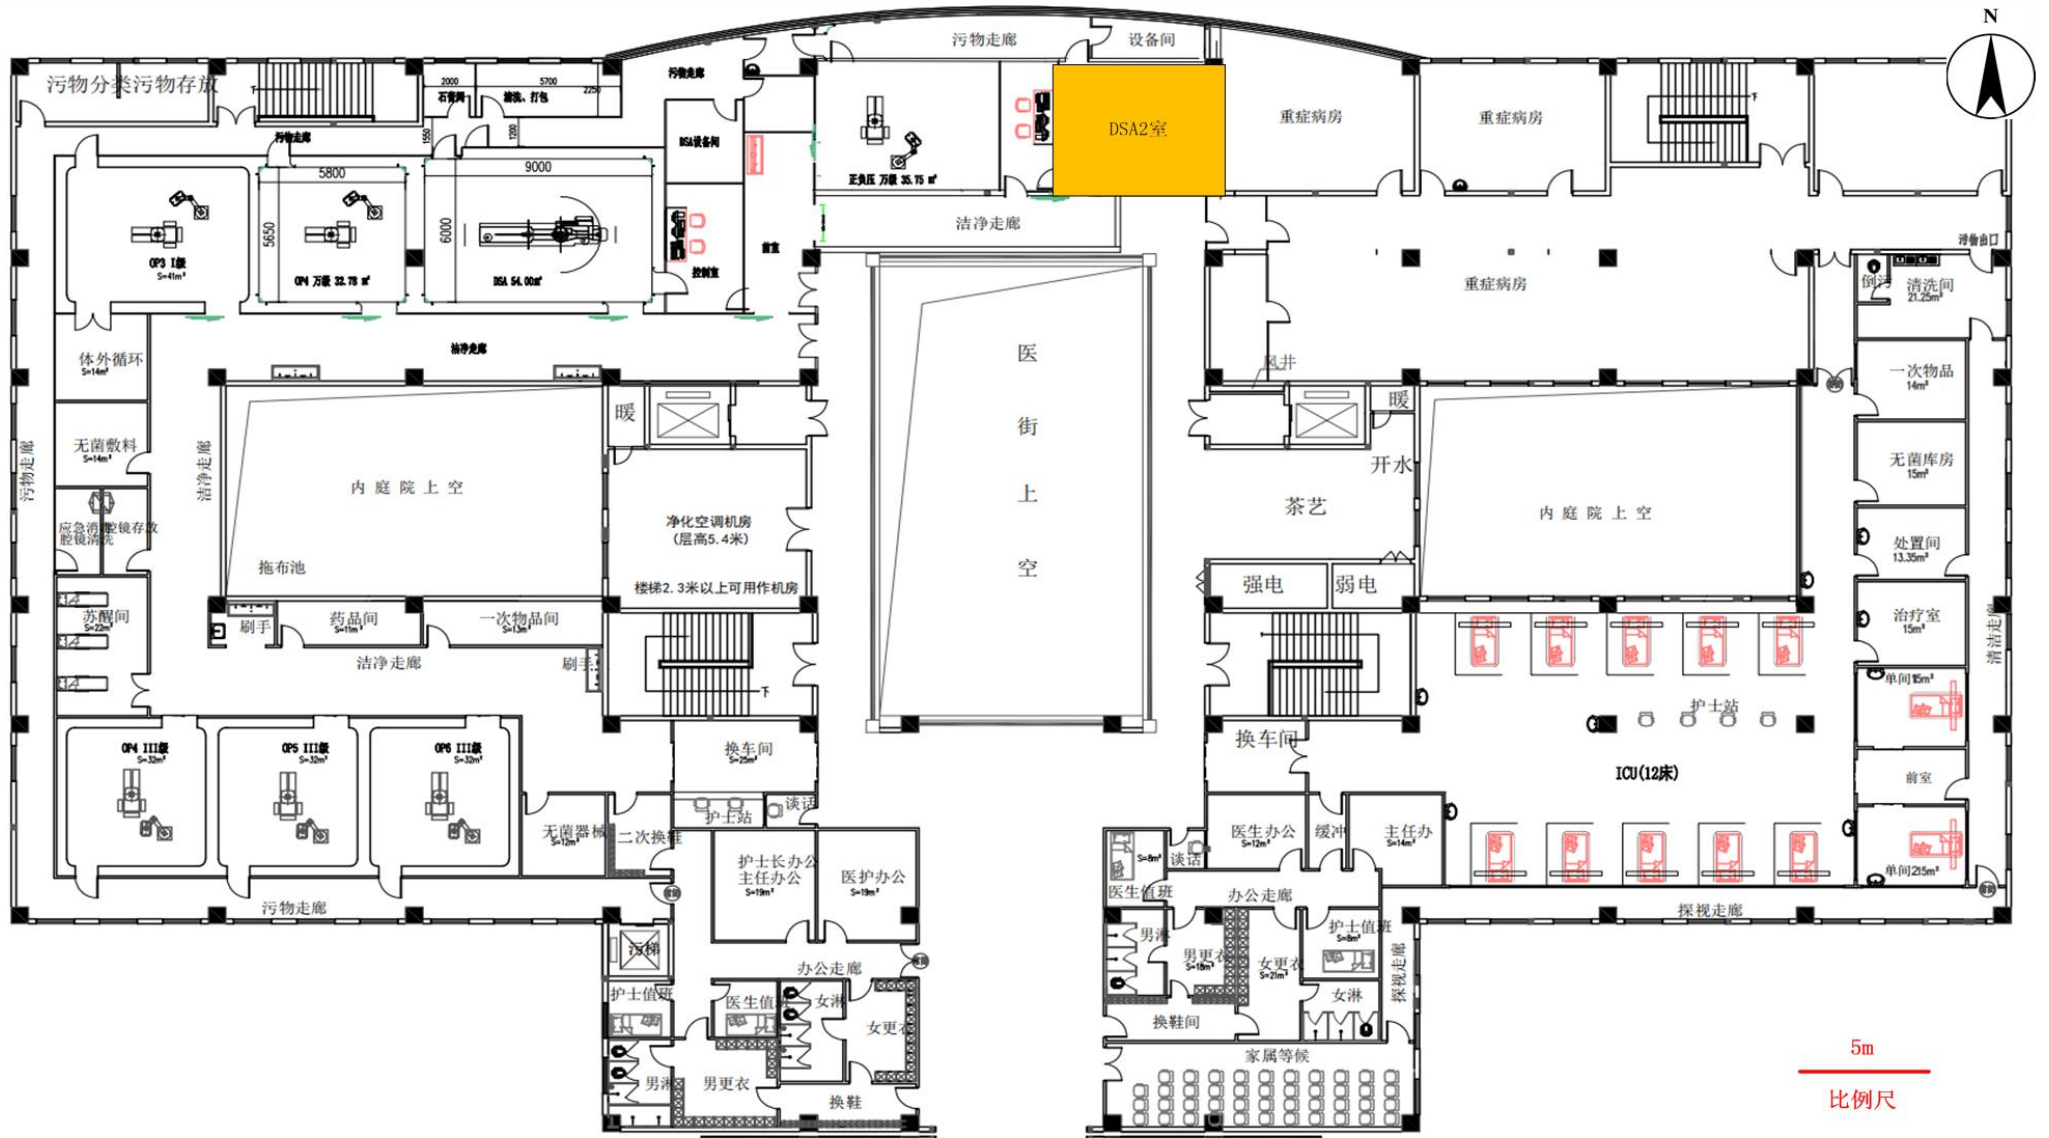 N
污物走廊
设备间
污物分类污物存放
2000
5700
2250
石膏间
清洗、打包
污物走廊
DSA2室
重症病房
重症病房
下
1550
1200
污物走廊
DSA设备间
5800
9000
正负压 万级 35.75 m²
5650
6000
OP3 I级
S=41m²
OP4 万级 32.78 m²
DSA 54.00m²
控制室
前室
洁净走廊
污物出口
重症病房
倒污
清洗间
21.25m²
洁净走廊
体外循环
S=14m²
医街上空
风井
一次物品
14m²
暖
暖
无菌敷料
S=14m²
污物走廊
洁净走廊
内庭院上空
开水
茶艺
内庭院上空
无菌库房
15m²
净化空调机房
(层高5.4米)
楼梯2.3米以上可用作机房
应急消毒
腔镜清洗
腔镜存放
拖布池
处置间
13.35m²
强电
弱电
苏醒间
S=22m²
刷手
药品间
S=11m²
一次物品间
S=13m²
治疗室
15m²
清洁走廊
洁净走廊
刷手
下
单间15m²
护士站
OP4 III级
S=32m²
OP5 III级
S=32m²
OP6 III级
S=32m²
换车间
S=25m²
换车间
ICU(12床)
前室
护士站
谈话
无菌器械
S=12m²
二次换鞋
医生办公
S=12m²
缓冲
主任办
S=14m²
护士长办公
主任办公
S=19m²
医护办公
S=19m²
S=8m²
谈话
医生值班
单间215m²
污物走廊
办公走廊
探视走廊
污梯
办公走廊
男淋
男更衣
S=18m²
女更衣
S=21m²
护士值班
S=8m²
探视走廊
护士值班
医生值班
女淋
女更衣
女淋
换鞋间
家属等候
男淋
男更衣
换鞋
5m
比例尺